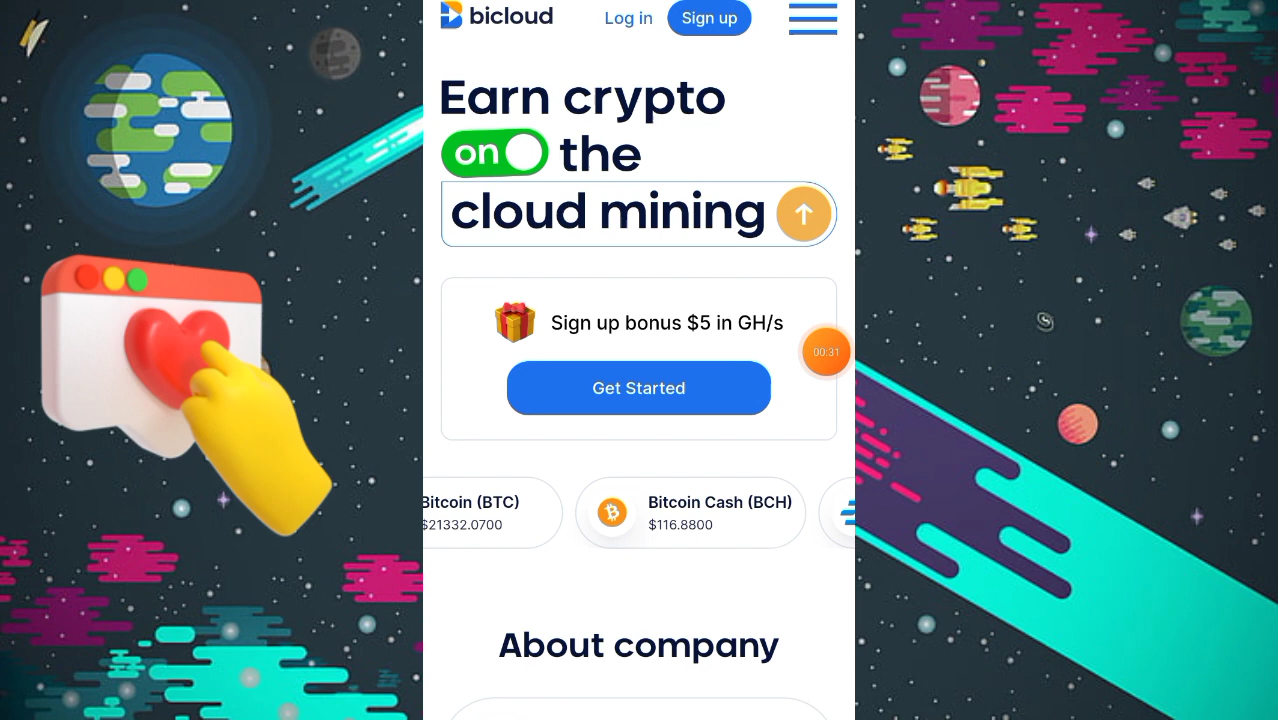 bicloud
Log in
Sign up
Earn crypto
on the
cloud mining
Sign up bonus $5 in GH/s
00:31
Get Started
Bitcoin (BTC)
$21332.0700
Bitcoin Cash (BCH)
$116.8800
About company